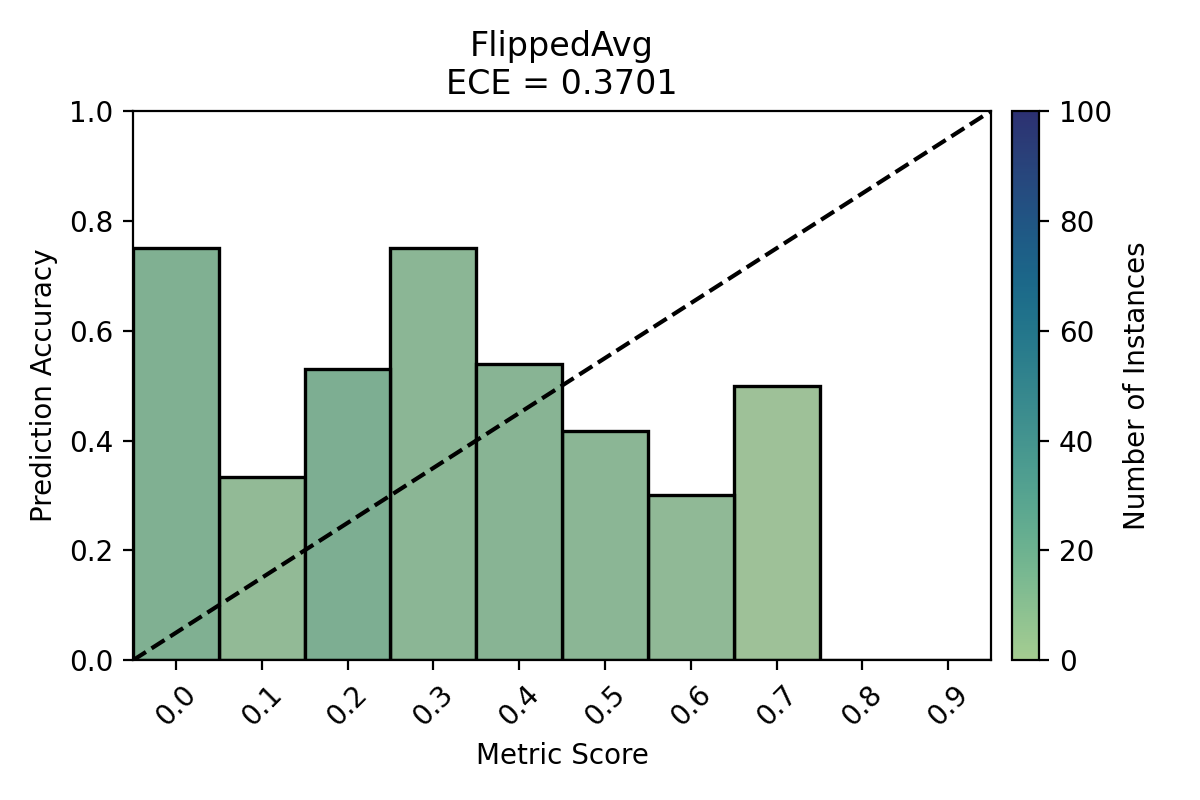 FlippedAvg
ECE = 0.3701
1.0
0.8
0.6
0.4
0.2
0.0
Prediction Accuracy
0.0 0.1 0.2 0.3 0.4 0.5 0.6 0.7 0.8 0.9
Metric Score
100
80
60
40
20
0
Number of Instances